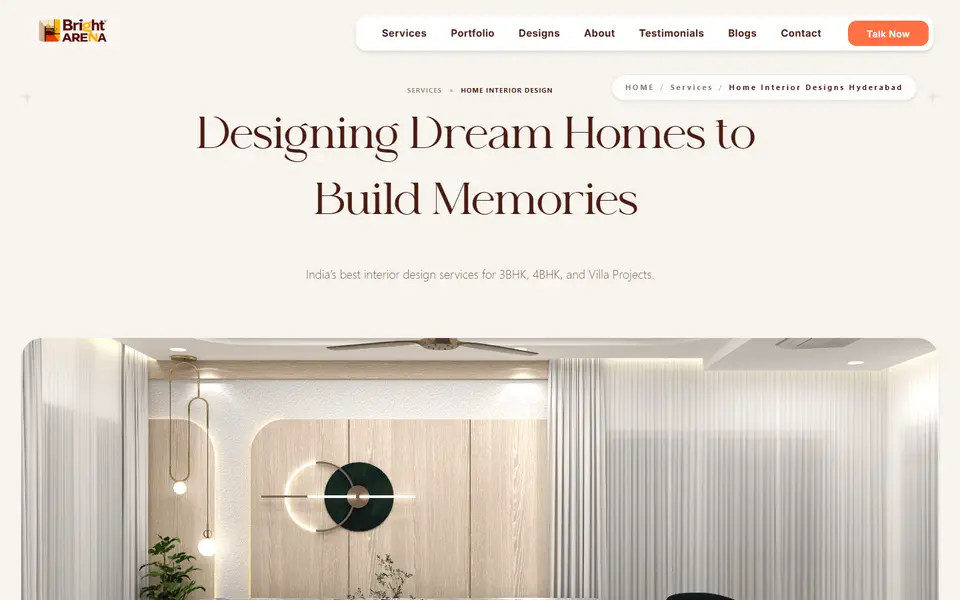 Bright
ARENA
Services
Portfolio
Designs
About
Testimonials
Blogs
Contact
Talk Now
SERVICES
HOME INTERIOR DESIGN
HOME / Services / Home Interior Designs Hyderabad
Designing Dream Homes to
Build Memories
India's best interior design services for 3BHK, 4BHK, and Villa Projects.